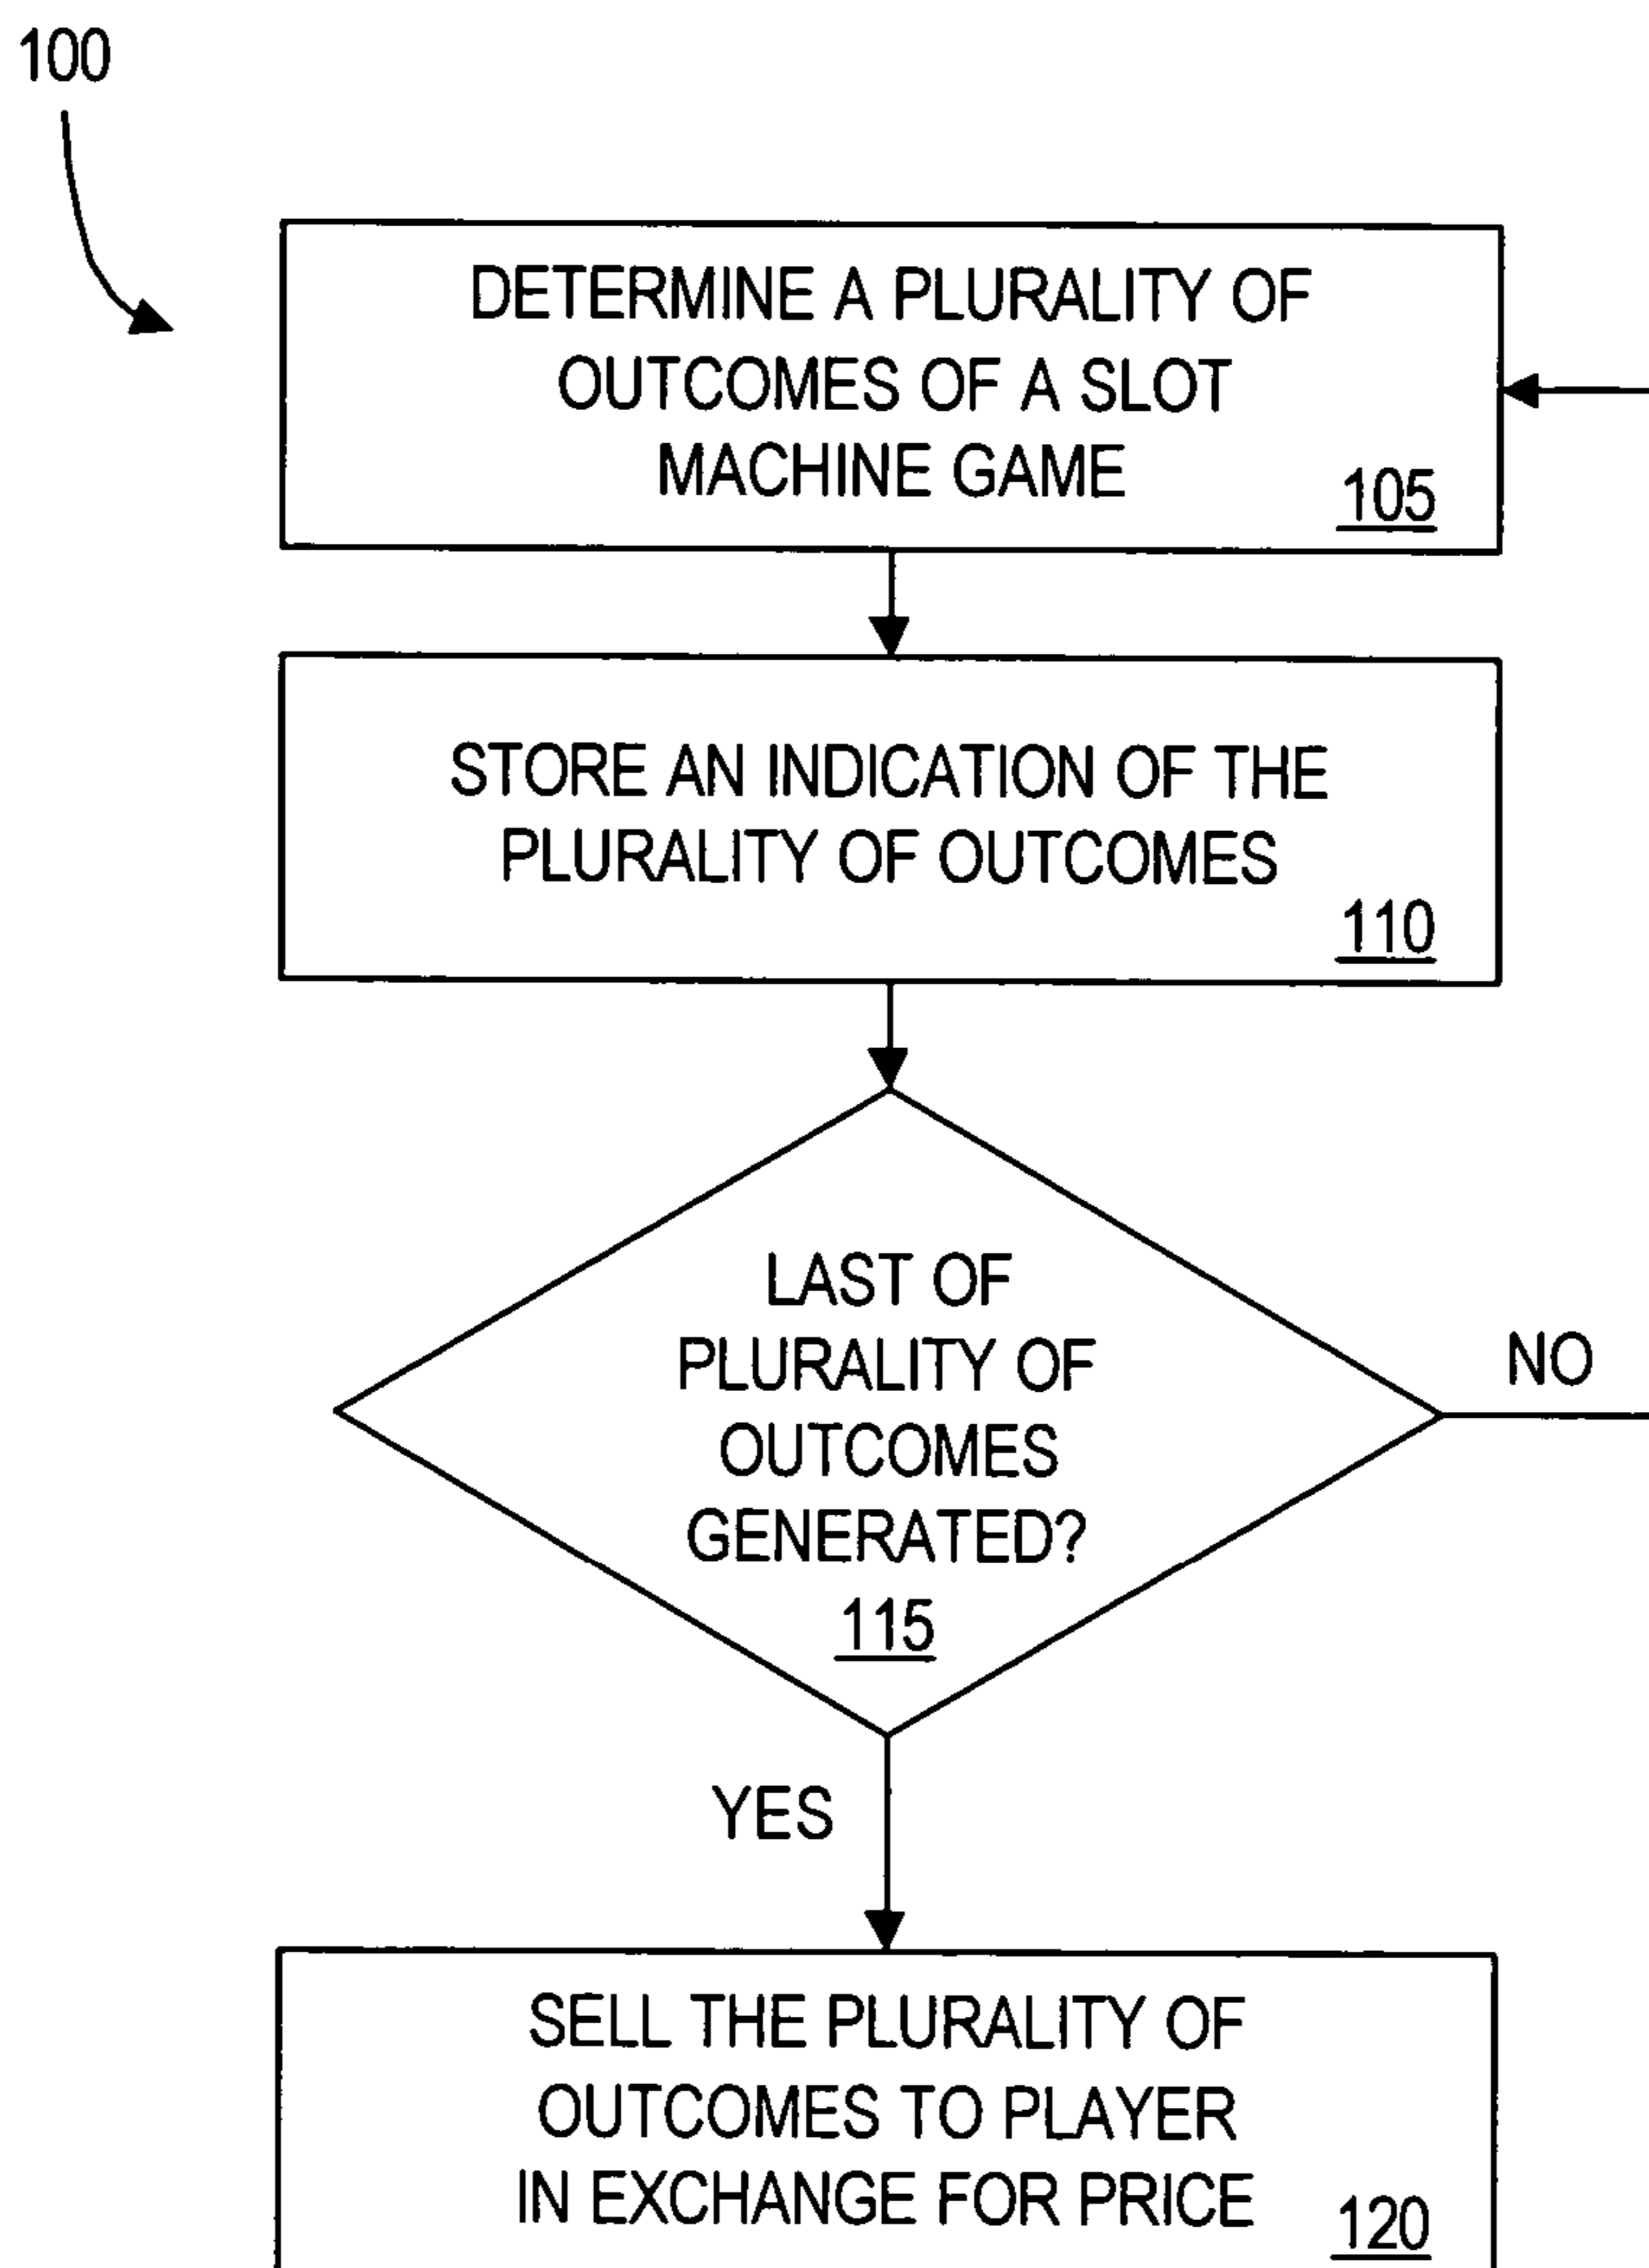 100
DETERMINE A PLURALITY OF
OUTCOMES OF A SLOT
MACHINE GAME
105
STORE AN INDICATION OF THE
PLURALITY OF OUTCOMES
110
LAST OF
PLURALITY OF
OUTCOMES
GENERATED?
115
NO
YES
SELL THE PLURALITY OF
OUTCOMES TO PLAYER
IN EXCHANGE FOR PRICE
120